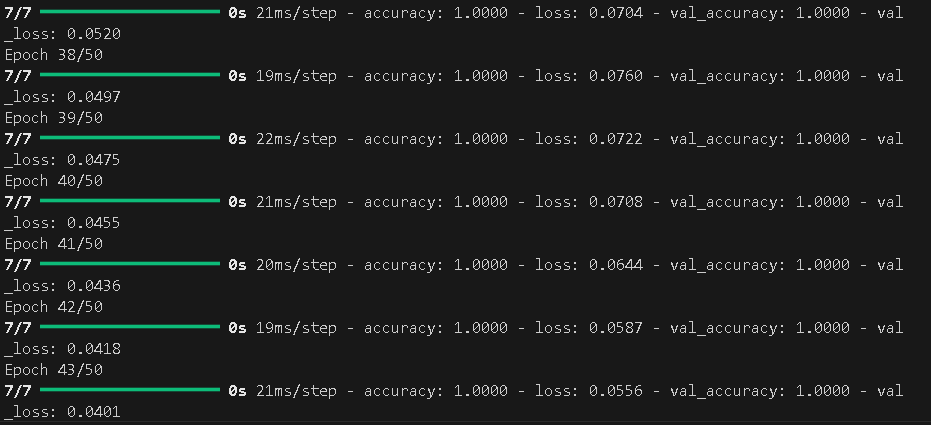 7/7 0s 21ms/step - accuracy: 1.0000 - loss: 0.0704 - val_accuracy: 1.0000 - val
_loss: 0.0520
Epoch 38/50
7/7 0s 19ms/step - accuracy: 1.0000 - loss: 0.0760 - val_accuracy: 1.0000 - val
_loss: 0.0497
Epoch 39/50
7/7 0s 22ms/step - accuracy: 1.0000 - loss: 0.0722 - val_accuracy: 1.0000 - val
_loss: 0.0475
Epoch 40/50
7/7 0s 21ms/step - accuracy: 1.0000 - loss: 0.0708 - val_accuracy: 1.0000 - val
_loss: 0.0455
Epoch 41/50
7/7 0s 20ms/step - accuracy: 1.0000 - loss: 0.0644 - val_accuracy: 1.0000 - val
_loss: 0.0436
Epoch 42/50
7/7 0s 19ms/step - accuracy: 1.0000 - loss: 0.0587 - val_accuracy: 1.0000 - val
_loss: 0.0418
Epoch 43/50
7/7 0s 21ms/step - accuracy: 1.0000 - loss: 0.0556 - val_accuracy: 1.0000 - val
_loss: 0.0401